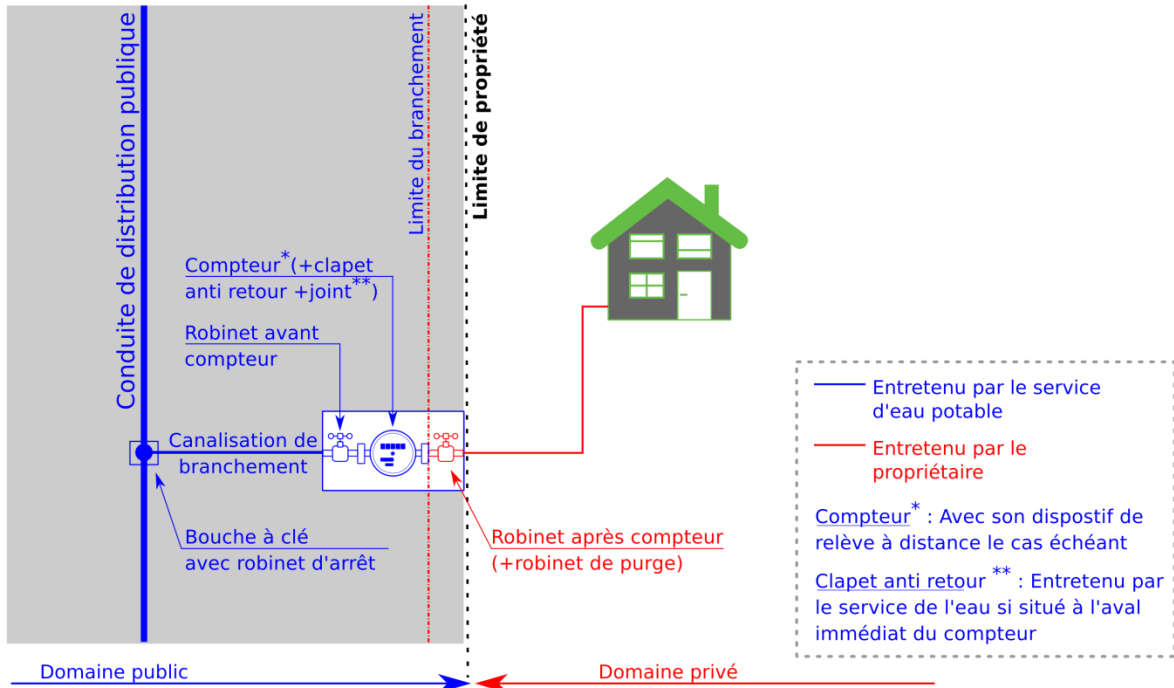 Conduite de distribution publique
Limite du branchement
Limite de propriété
Compteur*(+clapet
anti retour +joint**)
Robinet avant
compteur
Canalisation de
branchement
Bouche à clé
avec robinet d'arrêt
Robinet après compteur
(+robinet de purge)
Entretenu par le service
d'eau potable
Entretenu par le
propriétaire
Compteur* : Avec son dispostif de
relève à distance le cas échéant
Clapet anti retour ** : Entretenu par
le service de l'eau si situé à l'aval
immédiat du compteur
Domaine public
Domaine privé